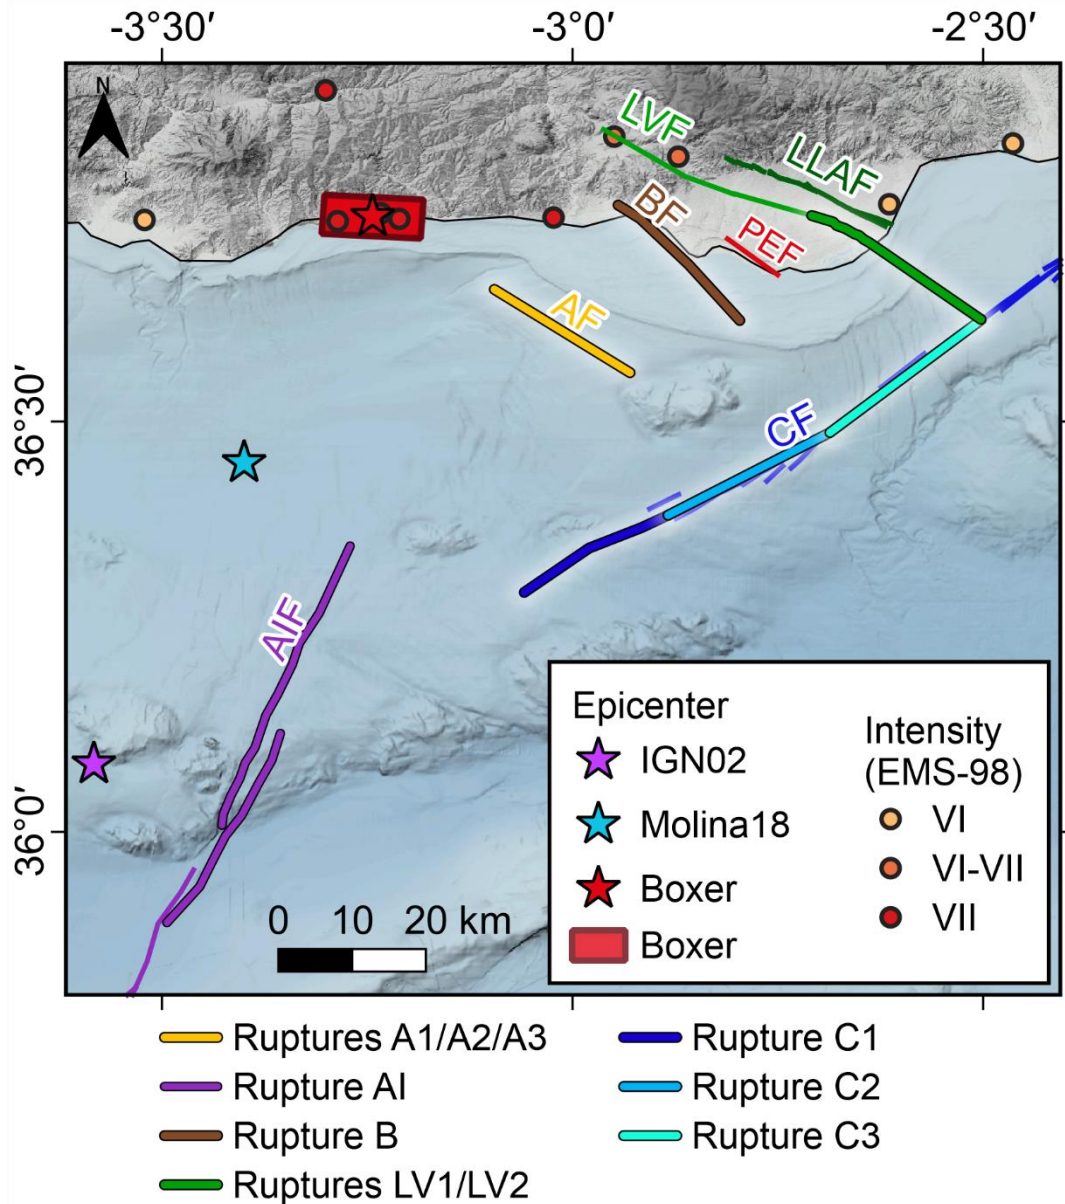 -3°30′ -3°0′ -2°30′
N
LVF
LLAF
BF
PEF
AF
36°30′
CF
AIF
36°0′
0 10 20 km
Epicenter
IGN02
Molina18
Boxer
Boxer
Intensity
(EMS-98)
VI
VI-VII
VII
Ruptures A1/A2/A3
Rupture AI
Rupture B
Ruptures LV1/LV2
Rupture C1
Rupture C2
Rupture C3